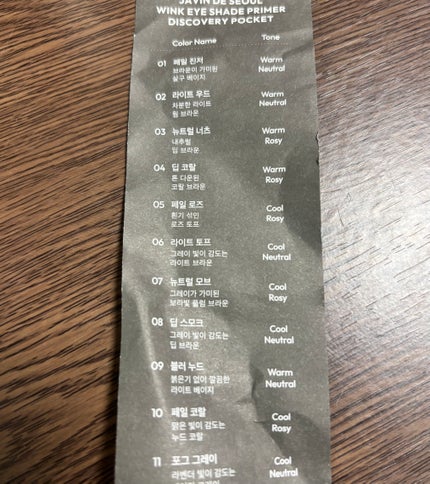 JAVIN DE SEOUL
WINK EYE SHADE PRIMER
DISCOVERY POCKET
Color Name Tone
01 페일 진저 Warm
브라운이 가미된 Neutral
살구 베이지
02 라이트 우드 Warm
차분한 라이트 Neutral
웜 브라운
03 뉴트럴 너츠 Warm
내추럴 Rosy
딥 브라운
04 딥 코랄 Warm
톤 다운된 Rosy
코랄 브라운
05 페일 로즈 Cool
흰기 섞인 Rosy
로즈 토프
06 라이트 토프 Cool
그레이 빛이 감도는 Neutral
라이트 브라운
07 뉴트럴 모브 Cool
그레이가 가미된 Rosy
보라빛 플럼 브라운
08 딥 스모크 Cool
그레이 빛이 감도는 Neutral
딥 브라운
09 블러 누드 Warm
붉은기 없이 깔끔한 Neutral
라이트 베이지
10 페일 코랄 Cool
맑은 빛이 감도는 Rosy
누드 코랄
11 포그 그레이 Cool
라벤더 빛이 감도는 Neutral